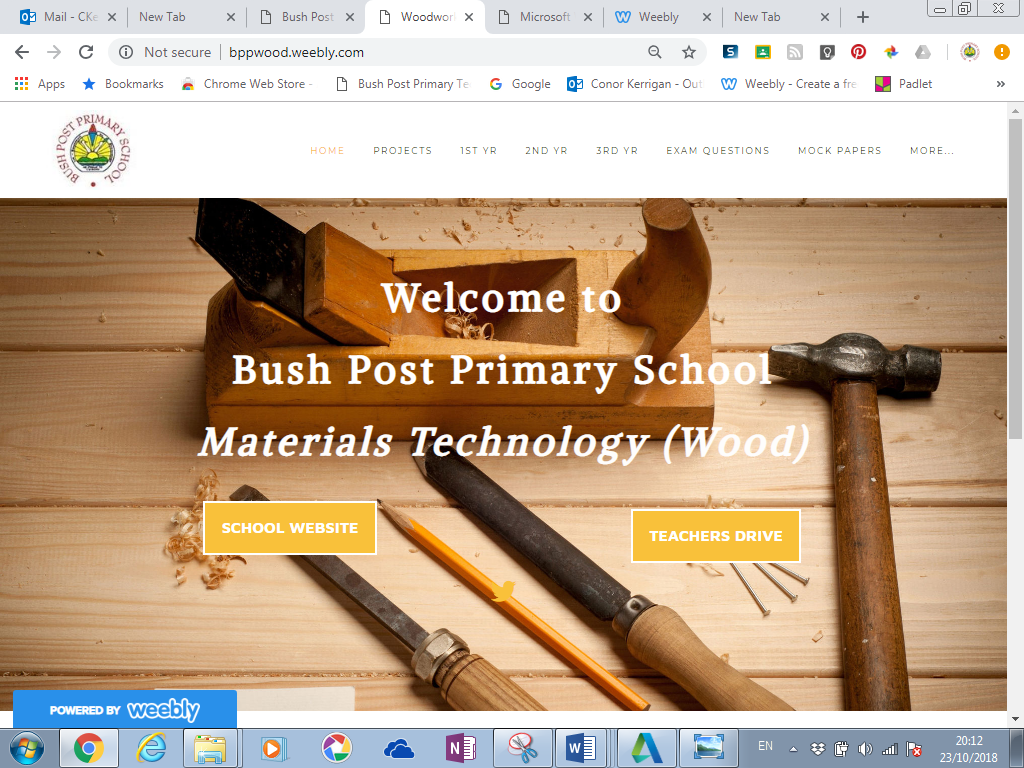 Mail - CKe
New Tab
Bush Post
Woodwor
Microsoft
Weebly
New Tab
Not secure | bppwood.weebly.com
Apps
Bookmarks
Chrome Web Store -
Bush Post Primary Te
Google
Conor Kerrigan - Out
Weebly - Create a fre
Padlet
»
BUSH POST PRIMARY SCHOOL
HOME
PROJECTS
1ST YR
2ND YR
3RD YR
EXAM QUESTIONS
MOCK PAPERS
MORE...
Welcome to
Bush Post Primary School
Materials Technology (Wood)
SCHOOL WEBSITE
TEACHERS DRIVE
POWERED BY weebly
EN
20:12
23/10/2018